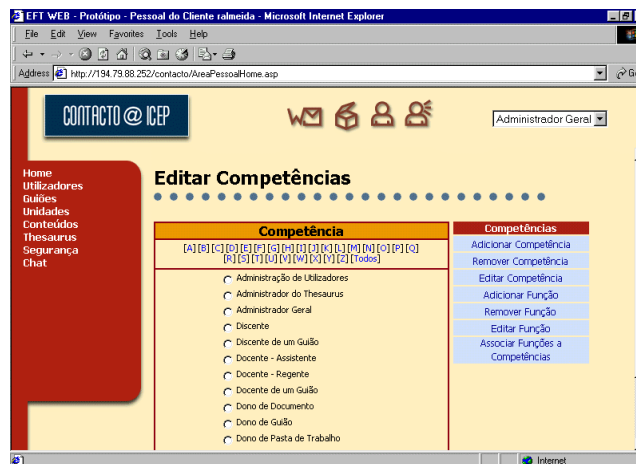 EFT WEB - Protótipo - Pessoal do Cliente ralmeida - Microsoft Internet Explorer
File Edit View Favorites Tools Help
Address http://194.79.88.252/contacto/AreaPessoalHome.asp
CONTACTO @ ICEP
Administrador Geral
Home
Utilizadores
Guiões
Unidades
Conteúdos
Thesaurus
Segurança
Chat
Editar Competências
Competência
[A] [B] [C] [D] [E] [F] [G] [H] [I] [J] [K] [L] [M] [N] [O] [P] [Q]
[R] [S] [T] [U] [V] [W] [X] [Y] [Z] [Todos]
Administração de Utilizadores
Administrador do Thesaurus
Administrador Geral
Discente
Discente de um Guião
Docente - Assistente
Docente - Regente
Docente de um Guião
Dono de Documento
Dono de Guião
Dono de Pasta de Trabalho
Competências
Adicionar Competência
Remover Competência
Editar Competência
Adicionar Função
Remover Função
Editar Função
Associar Funções a
Competências
Internet